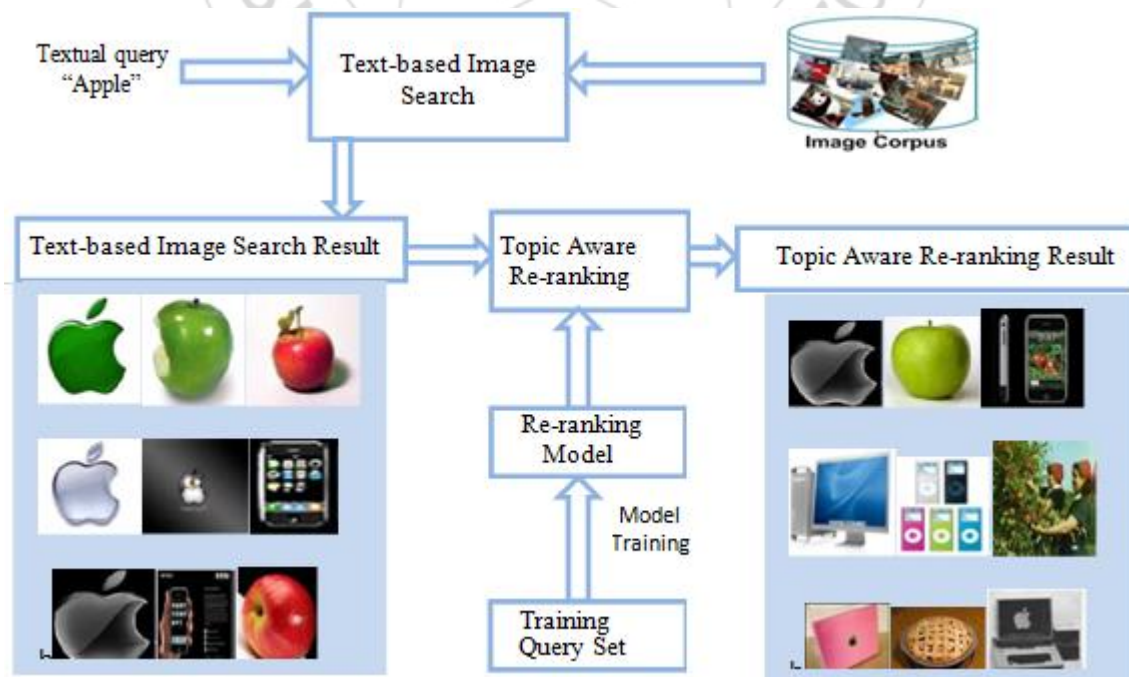 Textual query
“Apple”
Text-based Image
Search
Image Corpus
Text-based Image Search Result
Topic Aware
Re-ranking
Topic Aware Re-ranking Result
Re-ranking
Model
Model
Training
Training
Query Set